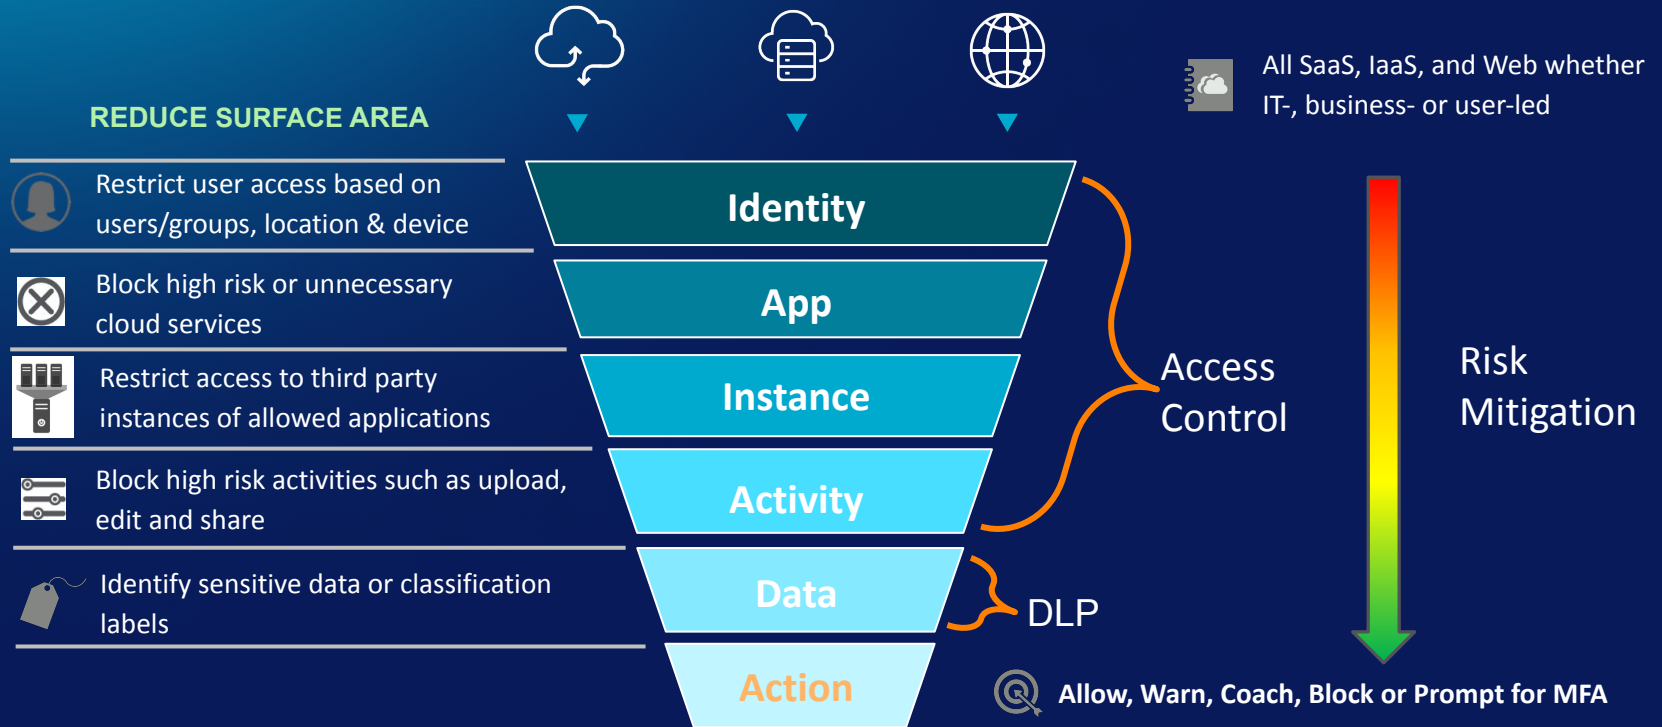 All SaaS, IaaS, and Web whether
IT-, business- or user-led
REDUCE SURFACE AREA
Restrict user access based on
users/groups, location & device
Identity
Block high risk or unnecessary
cloud services
App
Restrict access to third party
instances of allowed applications
Instance
Access
Control
Risk
Mitigation
Block high risk activities such as upload,
edit and share
Activity
Identify sensitive data or classification
labels
Data
DLP
Action
Allow, Warn, Coach, Block or Prompt for MFA